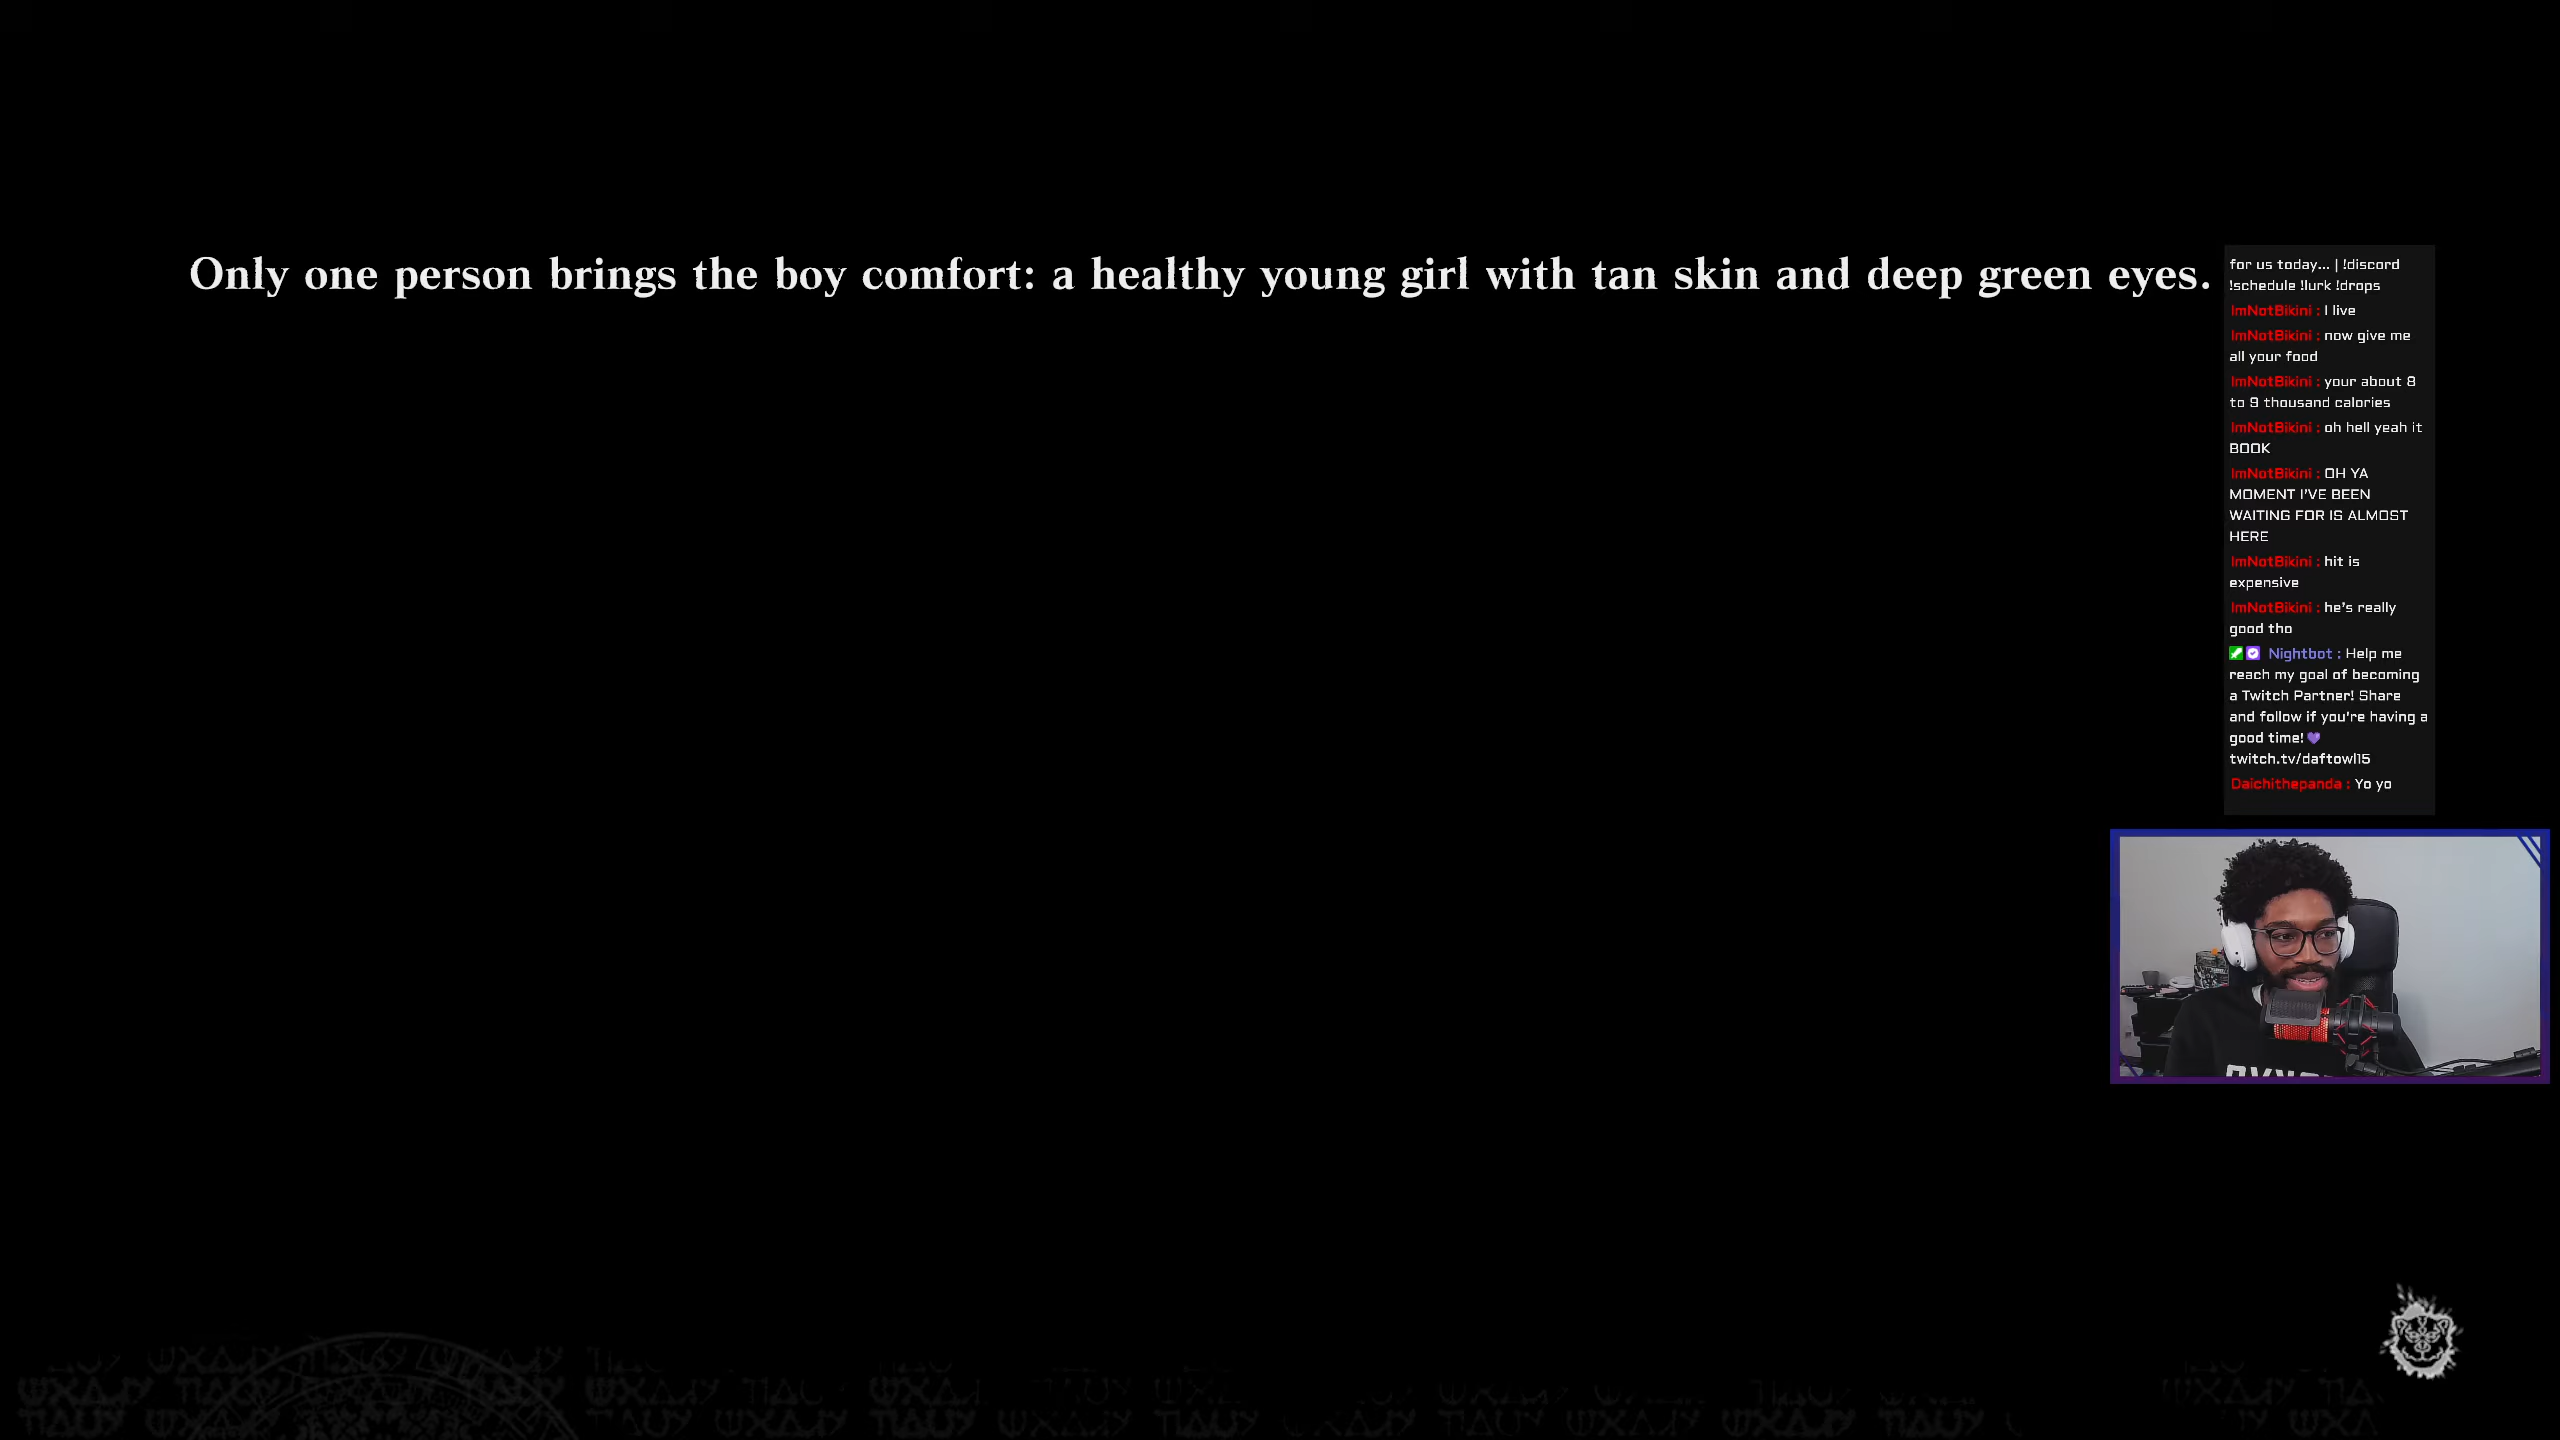 Only one person brings the boy comfort: a healthy young girl with tan skin and deep green eyes.
for us today... | !discord
!schedule !lurk !drops
ImNotBikini : I live
ImNotBikini : now give me
all your food
ImNotBikini : your about 8
to 9 thousand calories
ImNotBikini : oh hell yeah it
BOOK
ImNotBikini : OH YA
MOMENT I'VE BEEN
WAITING FOR IS ALMOST
HERE
ImNotBikini : hit is
expensive
ImNotBikini : he's really
good tho
Nightbot : Help me
reach my goal of becoming
a Twitch Partner! Share
and follow if you're having a
good time!💜
twitch.tv/daftowl15
Daichithepanda : Yo yo